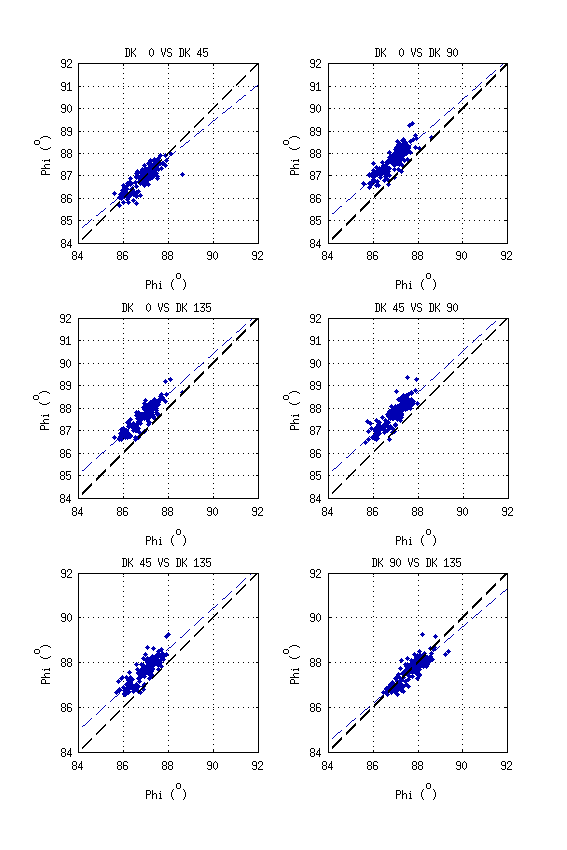 DK 0 VS DK 45
92
91
90
89
88
87
86
85
84
Phi (o)
84 86 88 90 92
Phi (o)
DK 0 VS DK 90
92
91
90
89
88
87
86
85
84
Phi (o)
84 86 88 90 92
Phi (o)
DK 0 VS DK 135
92
91
90
89
88
87
86
85
84
Phi (o)
84 86 88 90 92
Phi (o)
DK 45 VS DK 90
92
91
90
89
88
87
86
85
84
Phi (o)
84 86 88 90 92
Phi (o)
DK 45 VS DK 135
92
90
88
86
84
Phi (o)
84 86 88 90 92
Phi (o)
DK 90 VS DK 135
92
90
88
86
84
Phi (o)
84 86 88 90 92
Phi (o)